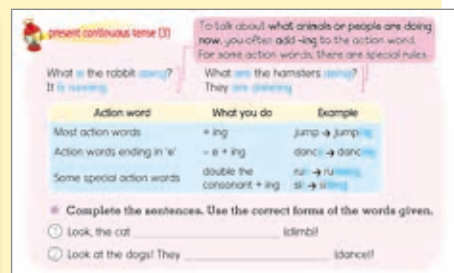 present continuous tense (3)
To talk about what animals or people are doing
now, you often add -ing to the action word.
For some action words, there are special rules.
What is the rabbit doing?
It is running.
What are the hamsters doing?
They are
Action word What you do Example
Most action words + ing jump → jumping
Action words ending in 'e' – e + ing dance → dancing
Some special action words double the consonant + ing run → running
sit → sitting
Complete the sentences. Use the correct forms of the words given.
1 Look, the cat ____________ (climb)!
2 Look at the dogs! They ____________ (dance)!